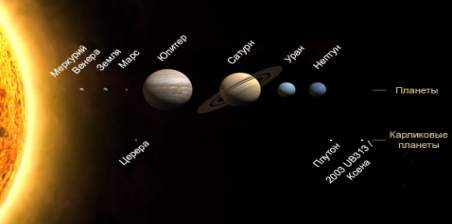 Меркурий
Венера
Земля
Марс
Юпитер
Сатурн
Уран
Нептун
Планеты
Церера
Плутон
2003 UB313 /
Ксена
Карликовые
планеты